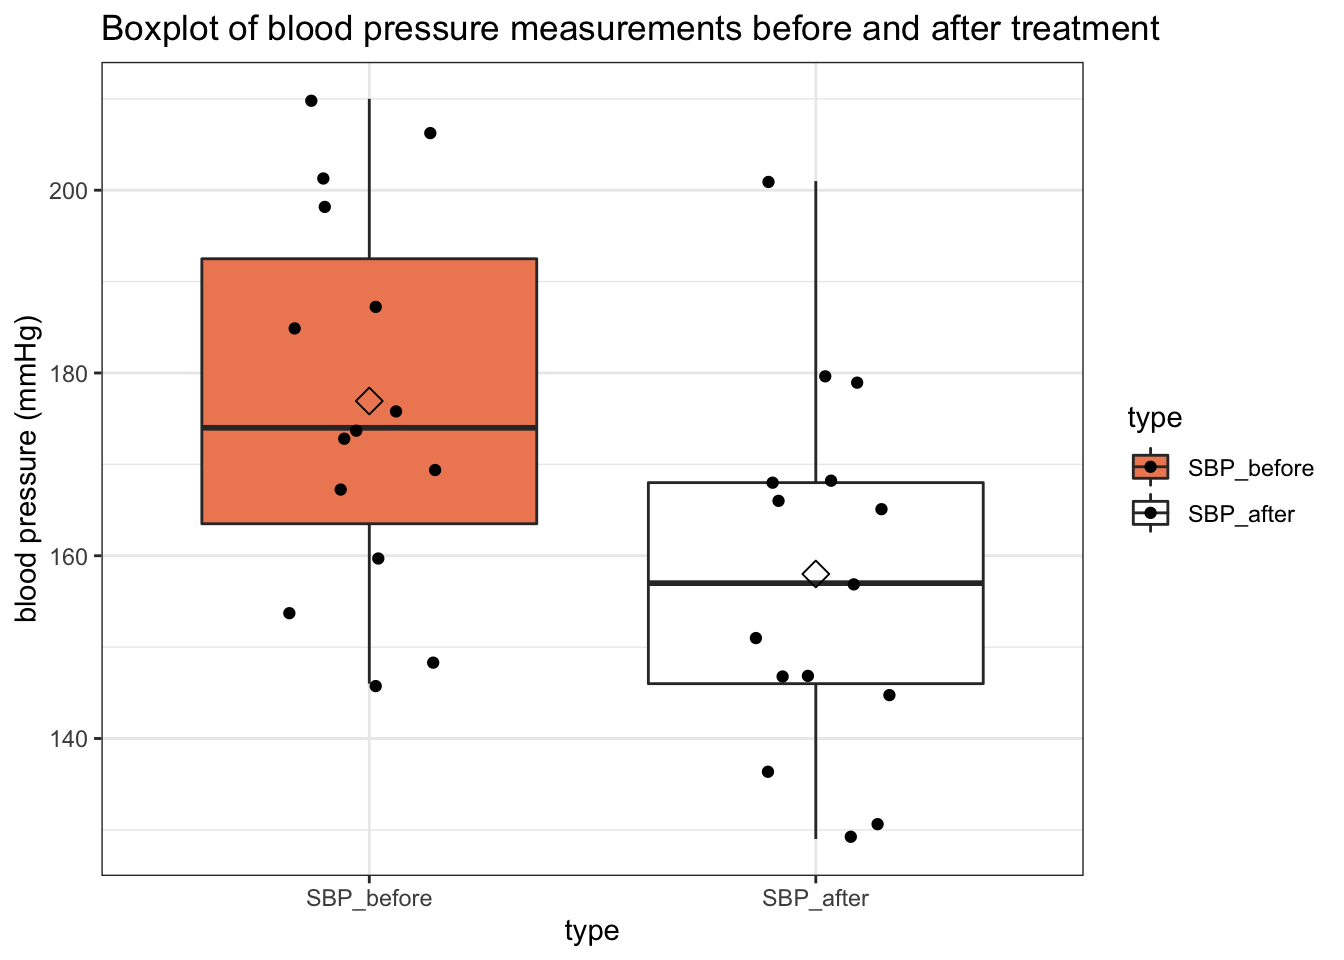 Boxplot of blood pressure measurements before and after treatment
blood pressure (mmHg)
200
180
160
140
SBP_before
SBP_after
type
type
SBP_before
SBP_after